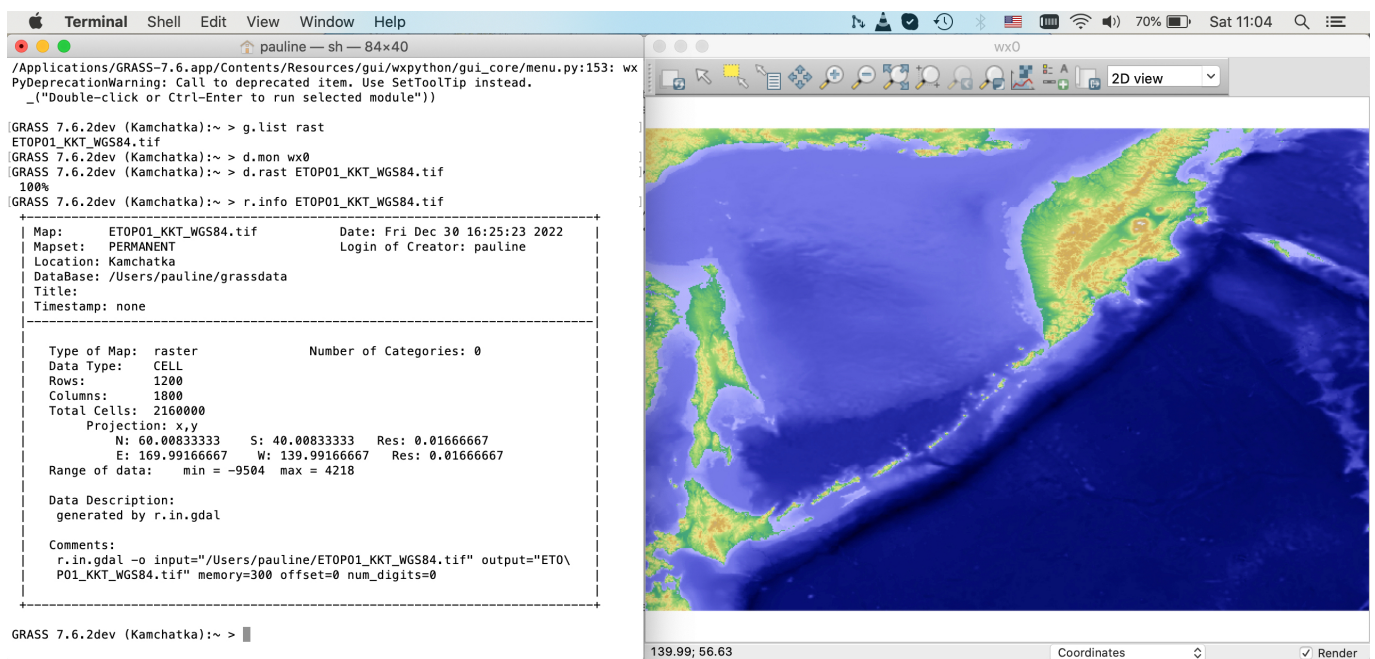 Terminal Shell Edit View Window Help 70% Sat 11:04
pauline — sh — 84×40
/Applications/GRASS-7.6.app/Contents/Resources/gui/wxpython/gui_core/menu.py:153: wx
PyDeprecationWarning: Call to deprecated item. Use SetToolTip instead.
_("Double-click or Ctrl-Enter to run selected module"))
[GRASS 7.6.2dev (Kamchatka):~ > g.list rast ]
ETOPO1_KKT_WGS84.tif
[GRASS 7.6.2dev (Kamchatka):~ > d.mon wx0 ]
[GRASS 7.6.2dev (Kamchatka):~ > d.rast ETOPO1_KKT_WGS84.tif ]
100%
[GRASS 7.6.2dev (Kamchatka):~ > r.info ETOPO1_KKT_WGS84.tif ]
+----------------------------------------------------------------------------+
| Map: ETOPO1_KKT_WGS84.tif Date: Fri Dec 30 16:25:23 2022 |
| Mapset: PERMANENT Login of Creator: pauline |
| Location: Kamchatka |
| DataBase: /Users/pauline/grassdata |
| Title: |
| Timestamp: none |
|----------------------------------------------------------------------------|
| |
| Type of Map: raster Number of Categories: 0 |
| Data Type: CELL |
| Rows: 1200 |
| Columns: 1800 |
| Total Cells: 2160000 |
| Projection: x,y |
| N: 60.00833333 S: 40.00833333 Res: 0.01666667 |
| E: 169.99166667 W: 139.99166667 Res: 0.01666667 |
| Range of data: min = -9504 max = 4218 |
| |
| Data Description: |
| generated by r.in.gdal |
| |
| Comments: |
| r.in.gdal -o input="/Users/pauline/ETOPO1_KKT_WGS84.tif" output="ETO\ |
| PO1_KKT_WGS84.tif" memory=300 offset=0 num_digits=0 |
| |
+----------------------------------------------------------------------------+
GRASS 7.6.2dev (Kamchatka):~ >
wx0
2D view
139.99; 56.63
Coordinates
Render